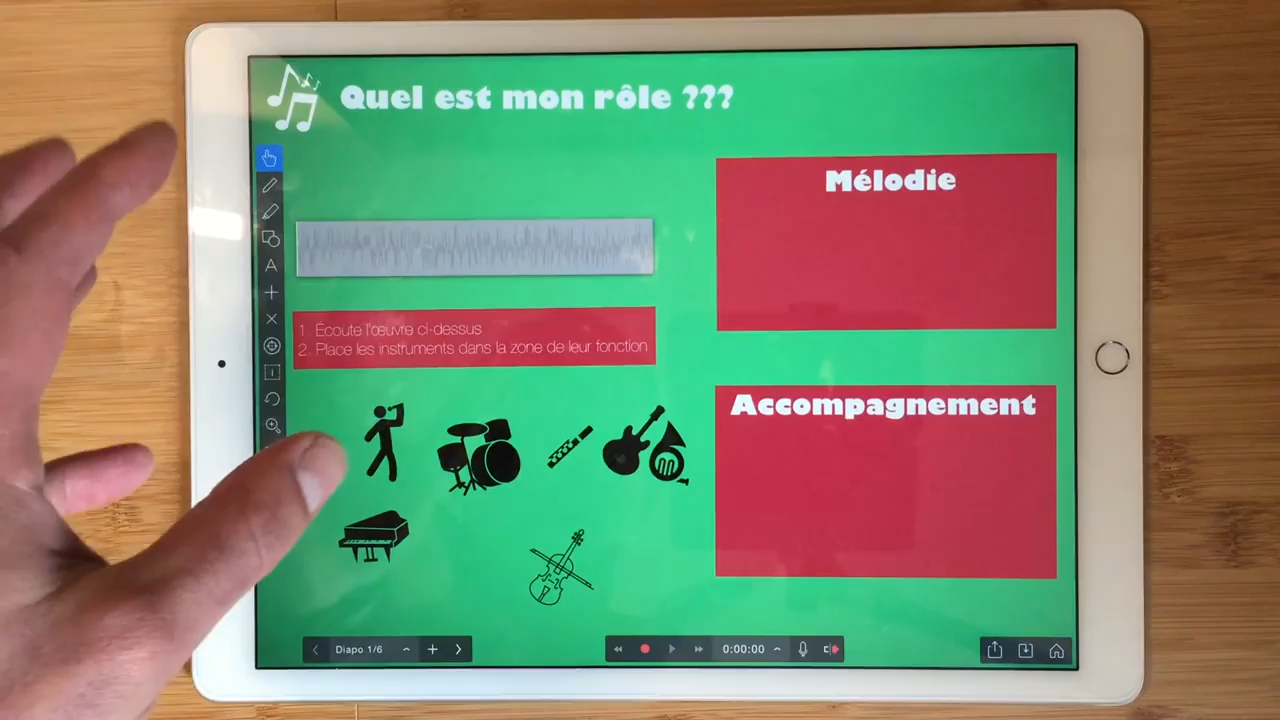 Quel est mon rôle ???
Mélodie
1. Écoute l'œuvre ci-dessus
2. Place les instruments dans la zone de leur fonction
Accompagnement
Diapo 1/6
0:00:00